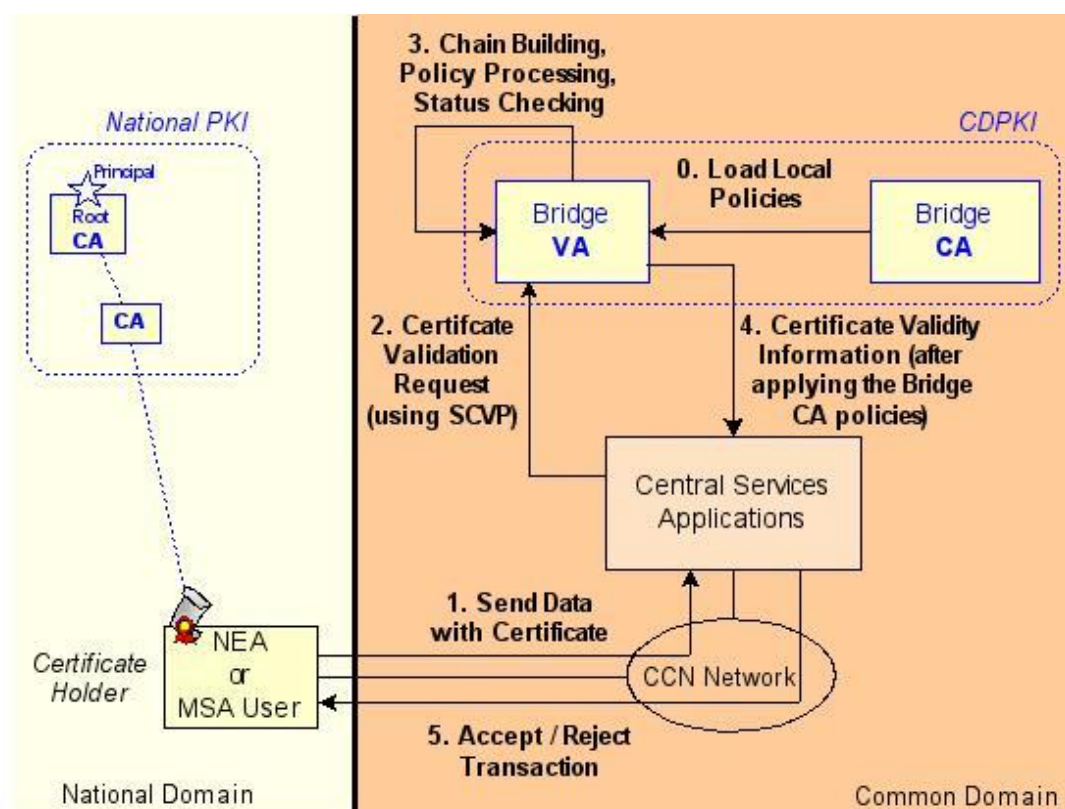 3. Chain Building,
Policy Processing,
Status Checking
National PKI
CDPKI
Principal
Root
CA
CA
0. Load Local
Policies
Bridge
VA
Bridge
CA
2. Certifcate
Validation
Request
(using SCVP)
4. Certificate Validity
Information (after
applying the Bridge
CA policies)
Central Services
Applications
1. Send Data
with Certificate
Certificate
Holder
NEA
or
MSA User
CCN Network
5. Accept / Reject
Transaction
National Domain
Common Domain